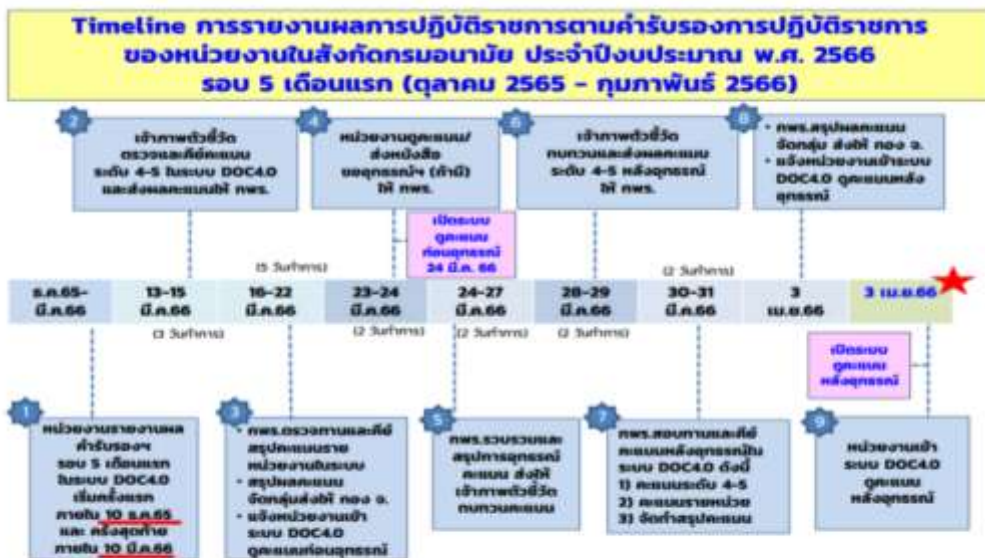 Timeline การรายงานผลการปฏิบัติราชการตามคำรับรองการปฏิบัติราชการ
ของหน่วยงานในสังกัดกรมอนามัย ประจำปีงบประมาณ พ.ศ. 2566
รอบ 5 เดือนแรก (ตุลาคม 2565 - กุมภาพันธ์ 2566)
2
เจ้าภาพตัวชี้วัด
ตรวจและคีย์คะแนน
ระดับ 4-5 ในระบบ DOC4.0
และส่งผลคะแนนให้ กพร.
4
หน่วยงานดูคะแนน/
ส่งหนังสือ
ขออุทธรณ์ฯ (ถ้ามี)
ให้ กพร.
6
เจ้าภาพตัวชี้วัด
ทบทวนและส่งผลคะแนน
ระดับ 4-5 หลังอุทธรณ์
ให้ กพร.
8
• กพร.สรุปผลคะแนน
จัดกลุ่ม ส่งให้ กอง จ.
• แจ้งหน่วยงานเข้าระบบ
DOC4.0 ดูคะแนนหลัง
อุทธรณ์
เปิดระบบ
ดูคะแนน
ก่อนอุทธรณ์
24 มี.ค. 66
(5 วันทำการ)
(2 วันทำการ)
ธ.ค.65-
มี.ค.66
13-15
มี.ค.66
16-22
มี.ค.66
23-24
มี.ค.66
24-27
มี.ค.66
28-29
มี.ค.66
30-31
มี.ค.66
3
เม.ย.66
3 เม.ย.66
(3 วันทำการ)
(2 วันทำการ)
(2 วันทำการ)
(2 วันทำการ)
เปิดระบบ
ดูคะแนน
หลังอุทธรณ์
1
หน่วยงานรายงานผล
คำรับรองฯ
รอบ 5 เดือนแรก
ในระบบ DOC4.0
เริ่มครั้งแรก
ภายใน 10 ธ.ค.65
และ ครั้งสุดท้าย
ภายใน 10 มี.ค.66
3
• กพร.ตรวจทานและคีย์
สรุปคะแนนราย
หน่วยงานในระบบ
• สรุปผลคะแนน
จัดกลุ่มส่งให้ กอง จ.
• แจ้งหน่วยงานเข้า
ระบบ DOC4.0
ดูคะแนนก่อนอุทธรณ์
5
กพร.รวบรวมและ
สรุปการอุทธรณ์
คะแนน ส่งให้
เจ้าภาพตัวชี้วัด
ทบทวนคะแนน
7
กพร.สอบทานและคีย์
คะแนนหลังอุทธรณ์ใน
ระบบ DOC4.0 ดังนี้
1) คะแนนระดับ 4-5
2) คะแนนรายหน่วย
3) จัดทำสรุปคะแนน
9
หน่วยงานเข้า
ระบบ DOC4.0
ดูคะแนน
หลังอุทธรณ์